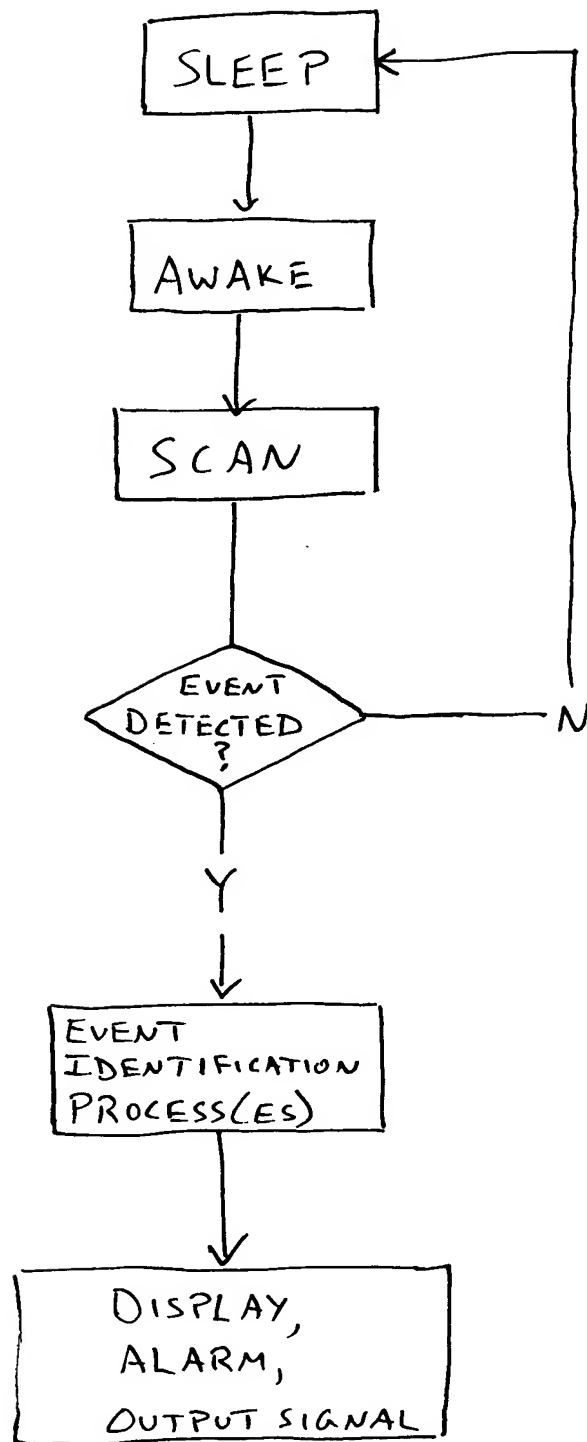 SLEEP
AWAKE
SCAN
EVENT
DETECTED
?
N
Y
EVENT
IDENTIFICATION
PROCESS(ES)
DISPLAY,
ALARM,
OUTPUT SIGNAL